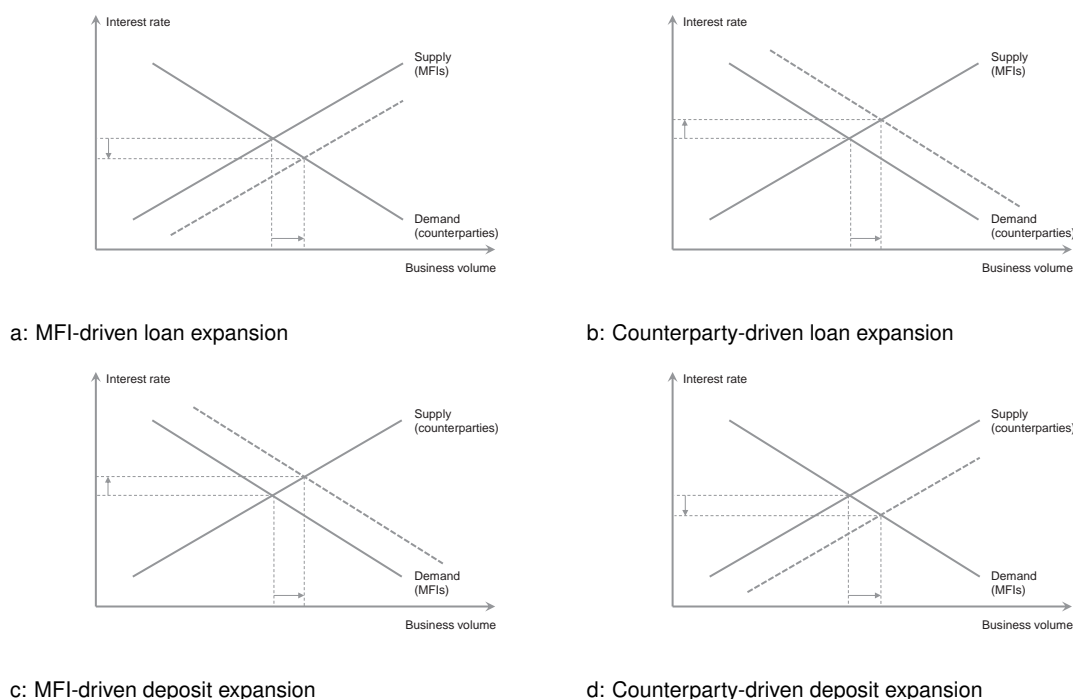 Interest rate
Supply
(MFIs)
Demand
(counterparties)
Business volume
a: MFI-driven loan expansion
Interest rate
Supply
(MFIs)
Demand
(counterparties)
Business volume
b: Counterparty-driven loan expansion
Interest rate
Supply
(counterparties)
Demand
(MFIs)
Business volume
c: MFI-driven deposit expansion
Interest rate
Supply
(counterparties)
Demand
(MFIs)
Business volume
d: Counterparty-driven deposit expansion